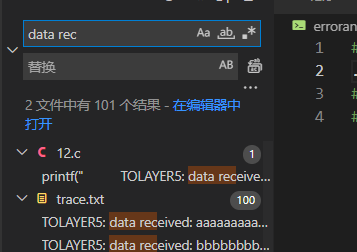 data rec
Aa ab, .*
替换
AB
...
2 文件中有 101 个结果 - 在编辑器中
打开
C 12.c 1
printf(" TOLAYER5: data receive...
trace.txt 100
TOLAYER5: data received: aaaaaaaaa...
TOLAYER5: data received: bbbbbbbb...
erroran
1 #
2 .
3 #
4 #